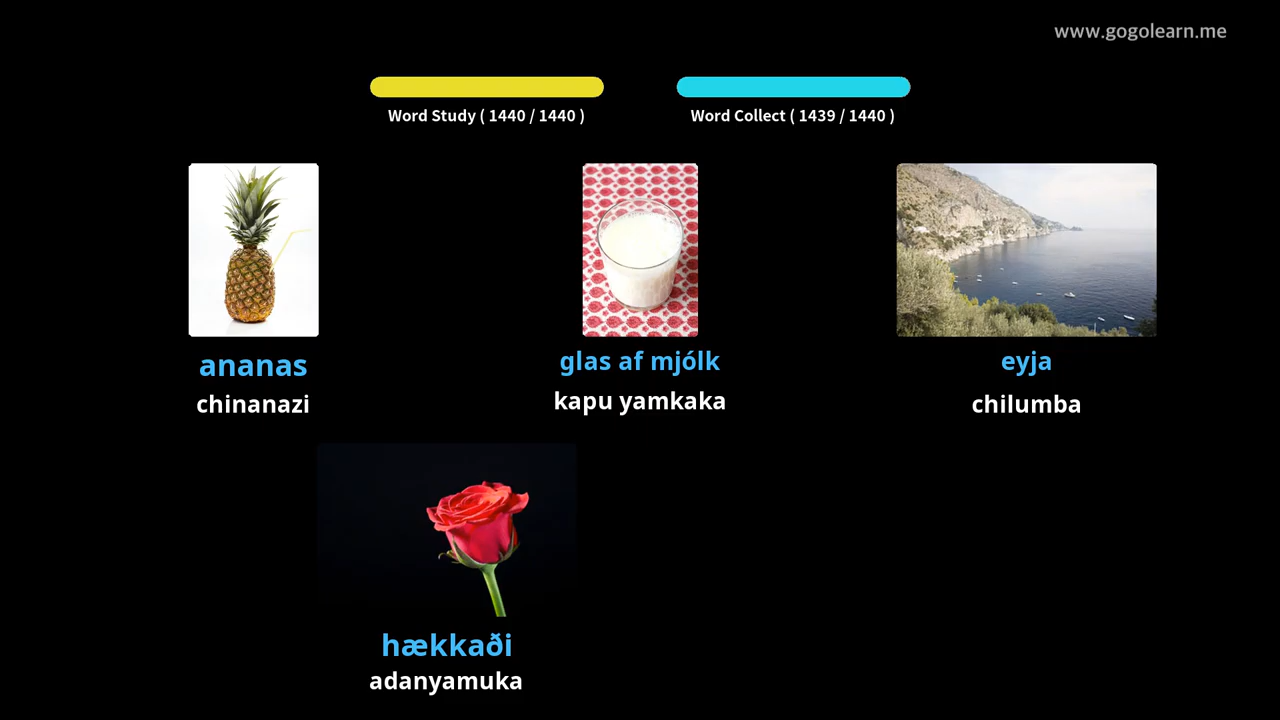 www.gogolearn.me
Word Study ( 1440 / 1440 )
Word Collect ( 1439 / 1440 )
ananas
chinanazi
glas af mjólk
kapu yamkaka
eyja
chilumba
hækkaði
adanyamuka